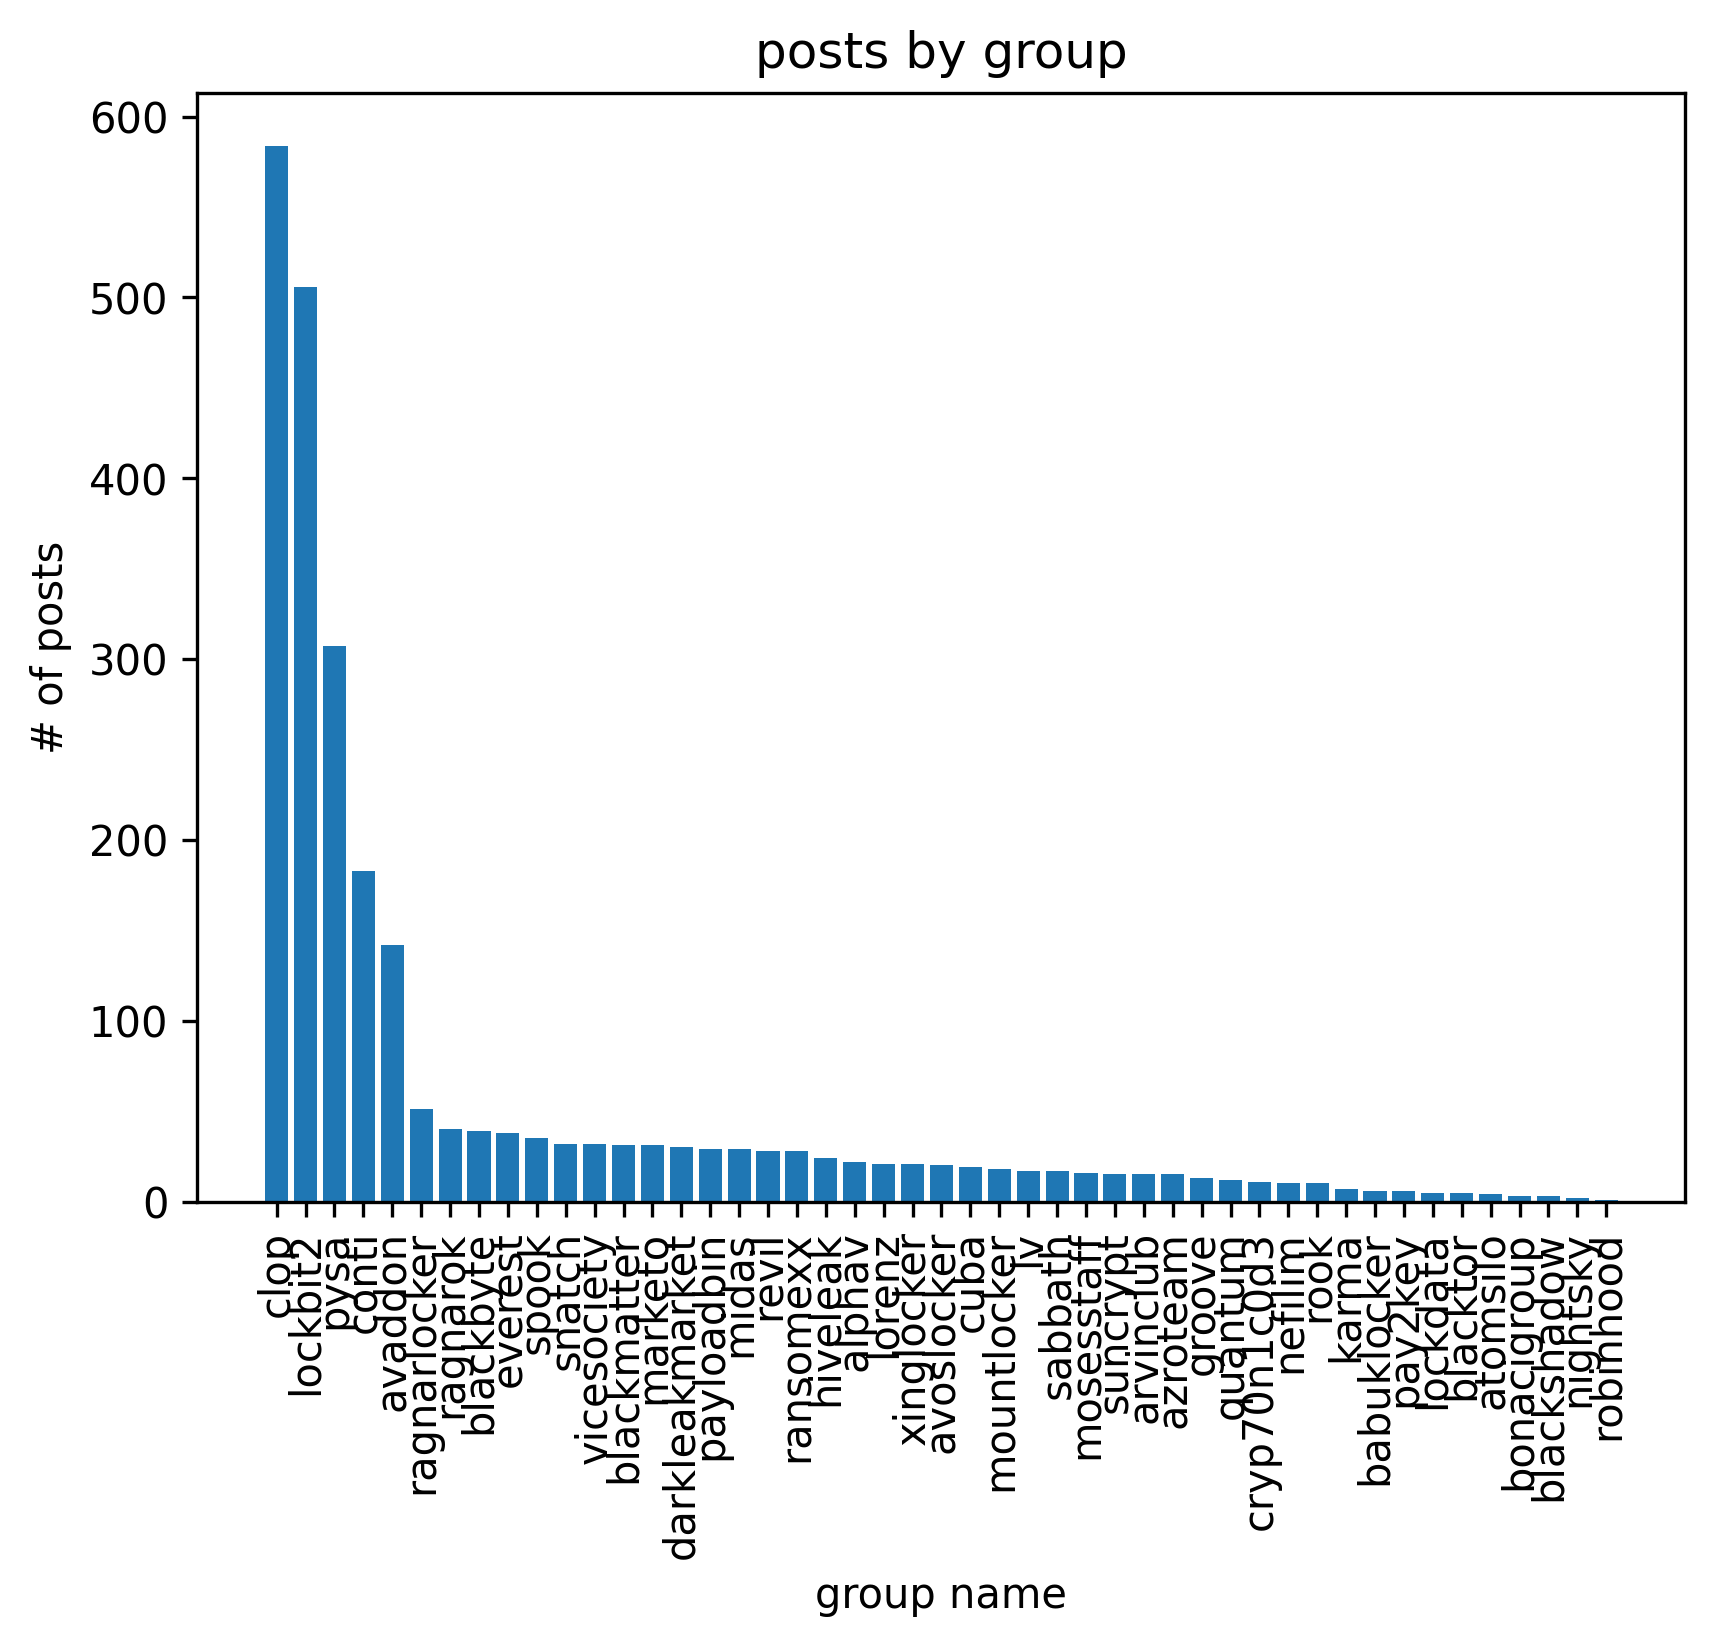 posts by group
# of posts
600
500
400
300
200
100
0
clop
lockbit2
pysa
conti
avaddon
ragnarlocker
ragnarok
blackbyte
everest
spook
snatch
vicesociety
blackmatter
marketo
darkleakmarket
payloadbin
midas
revil
ransomexx
hiveleak
alphav
lorenz
xinglocker
avoslocker
cuba
mountlocker
lv
sabbath
mosesstaff
suncrypt
arvinclub
azroteam
groove
quantum
cryp70n1c0d3
nefilim
rook
karma
babuklocker
pay2key
lockdata
blacktor
atomsilo
bonacigroup
blackshadow
nightsky
robinhood
group name